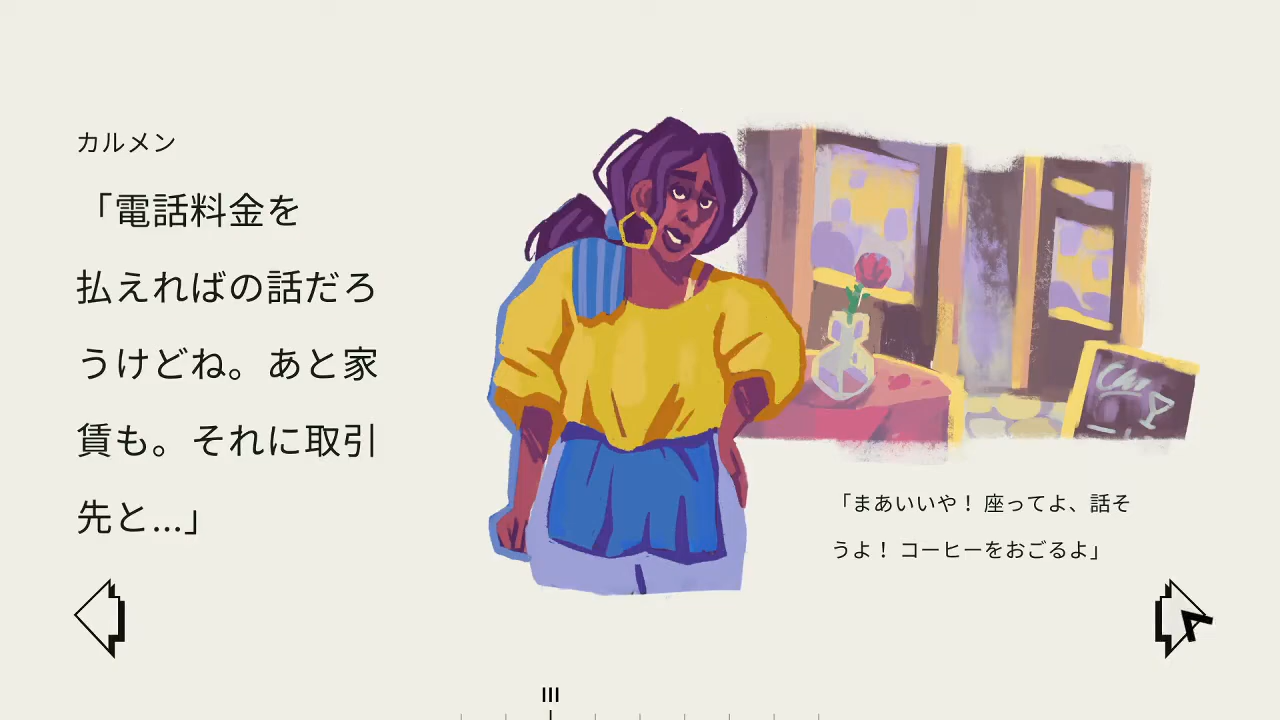 カルメン
「電話料金を
払えればの話だろ
うけどね。あと家
賃も。それに取引
先と...」
「まあいいや！ 座ってよ、話そ
うよ！ コーヒーをおごるよ」
III